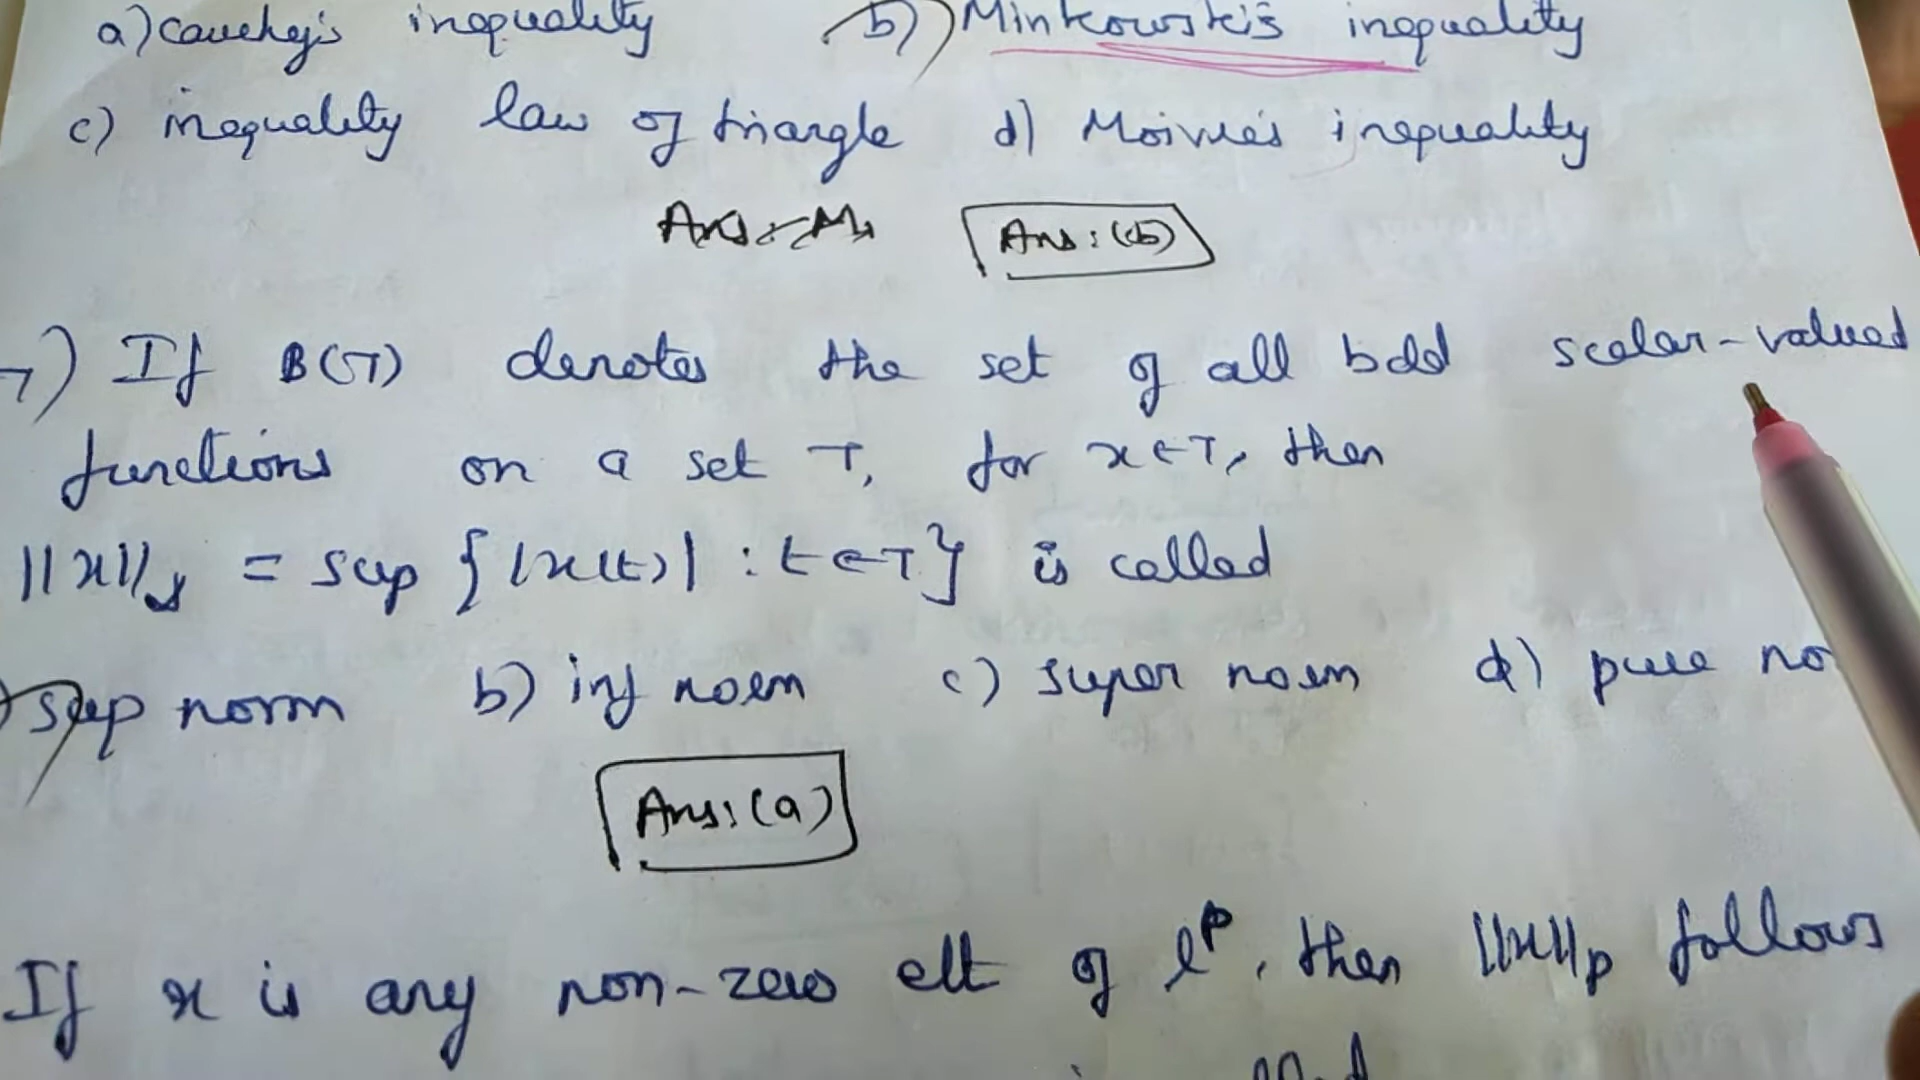 a) Cauchy's inequality b) Minkowski's inequality
c) inequality law of triangle d) Moivre's inequality
Ans: M Ans: (b)
7) If B(T) denotes the set of all bdd scalar-valued
functions on a set T, for x∈T, then
||x|| = sup {|x(t)| : t∈T} is called
sup norm b) inf norm c) super norm d) pure no
Ans: (a)
If x is any non-zero elt of l^p, then ||x||p follows